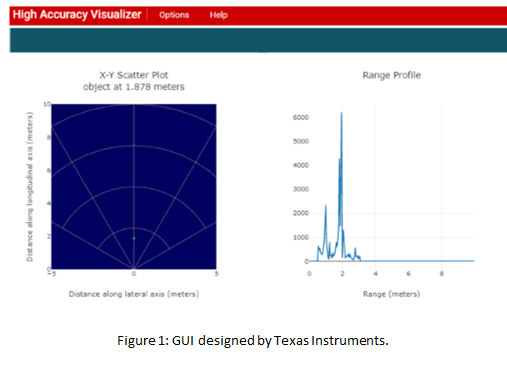 High Accuracy Visualizer Options Help
X-Y Scatter Plot
object at 1.878 meters
Distance along longitudinal axis (meters)
10
8
6
4
2
0
-5
0
5
Distance along lateral axis (meters)
Range Profile
6000
5000
4000
3000
2000
1000
0
0
2
4
6
8
Range (meters)
Figure 1: GUI designed by Texas Instruments.